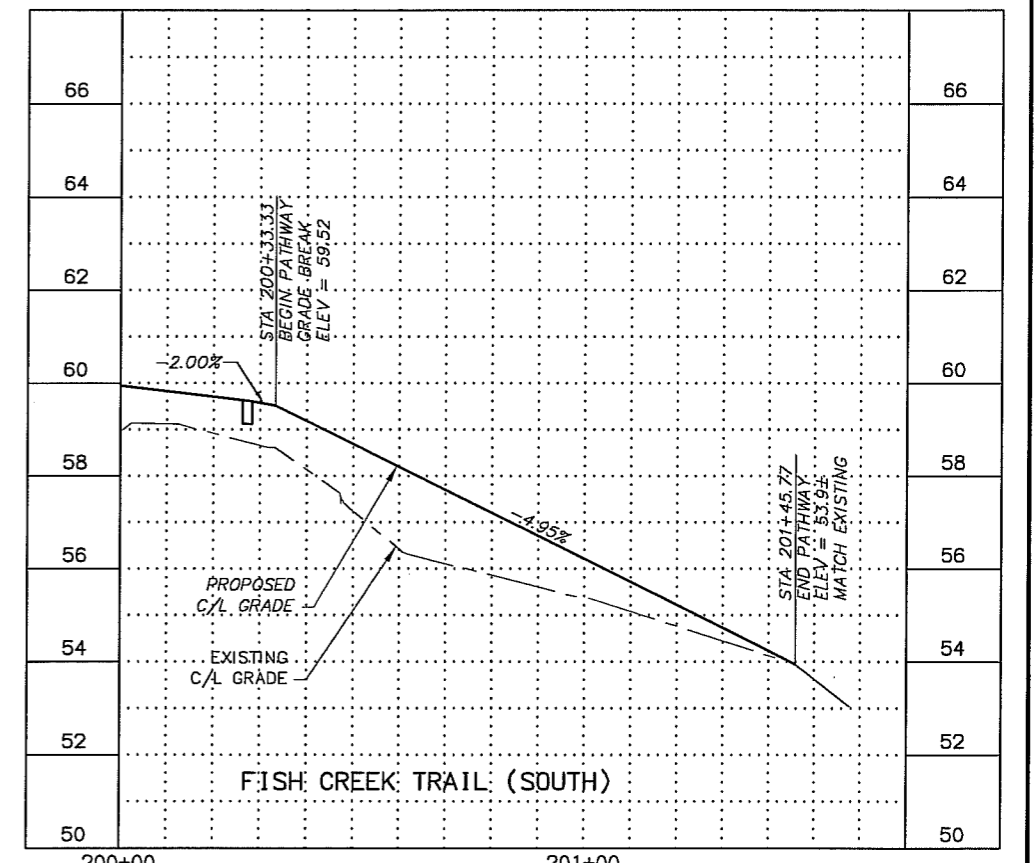 66
66
64
64
62
62
60
60
58
58
56
56
54
54
52
52
50
50
STA 200+33.33
BEGIN PATHWAY
GRADE BREAK
ELEV = 59.52
-2.00%
-4.95%
STA 201+45.77
END PATHWAY
ELEV = 53.9±
MATCH EXISTING
PROPOSED
C/L GRADE
EXISTING
C/L GRADE
FISH CREEK TRAIL (SOUTH)
200+00
201+00